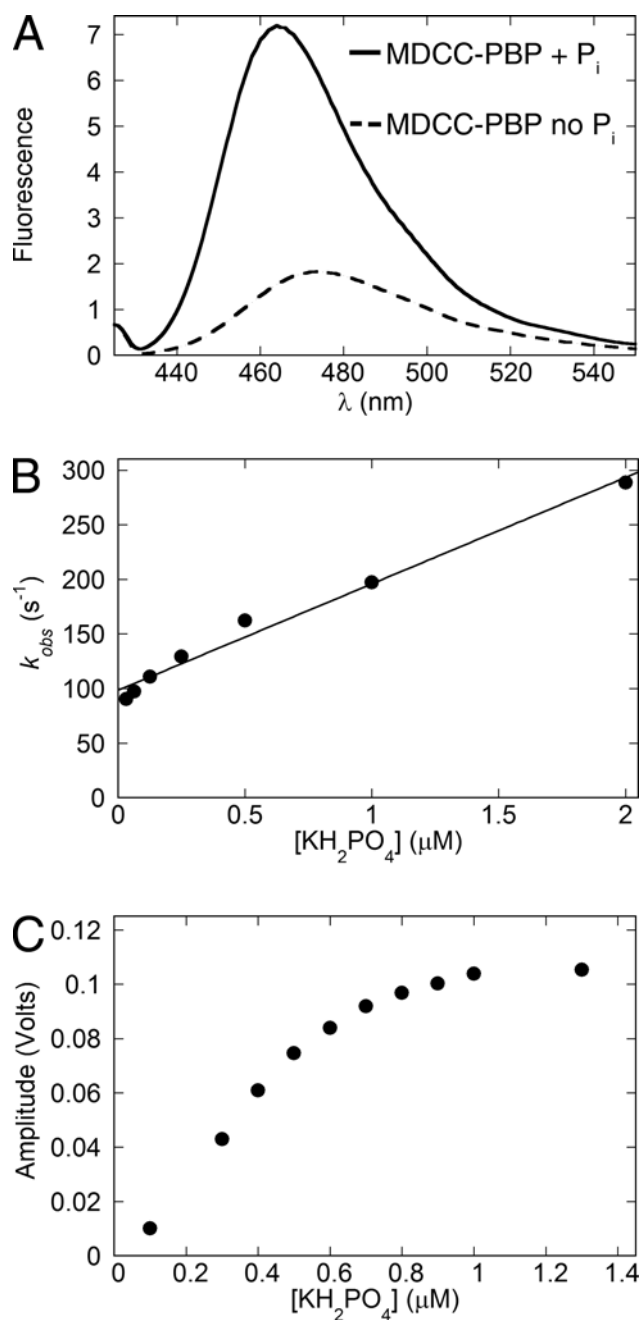 A
7
6
5
4
3
2
1
0
Fluorescence
MDCC-PBP + Pi
MDCC-PBP no Pi
440 460 480 500 520 540
λ (nm)
B
300
250
200
150
100
50
0
kobs (s-1)
0 0.5 1 1.5 2
[KH2PO4] (μM)
C
0.12
0.1
0.08
0.06
0.04
0.02
0
Amplitude (Volts)
0 0.2 0.4 0.6 0.8 1 1.2 1.4
[KH2PO4] (μM)